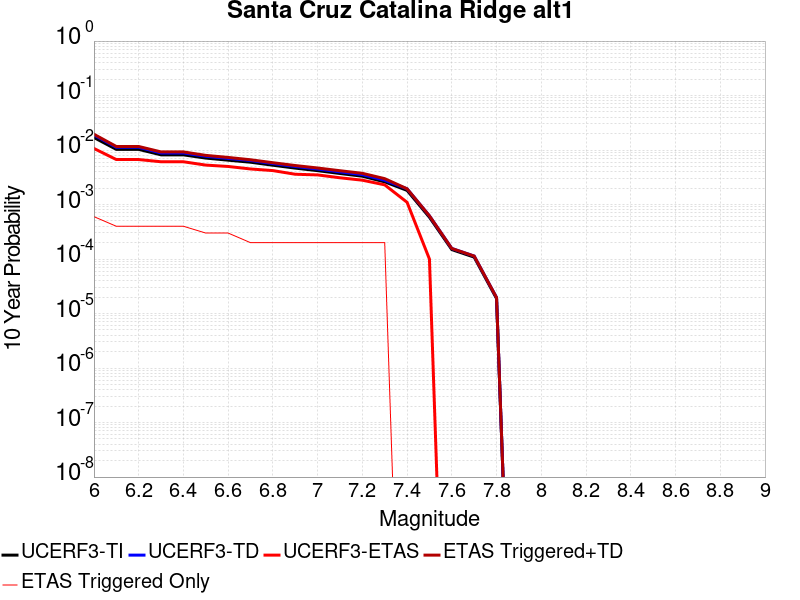 Santa Cruz Catalina Ridge alt1
10^0
10^-1
10^-2
10^-3
10^-4
10^-5
10^-6
10^-7
10^-8
10 Year Probability
6 6.2 6.4 6.6 6.8 7 7.2 7.4 7.6 7.8 8 8.2 8.4 8.6 8.8 9
Magnitude
UCERF3-TI UCERF3-TD UCERF3-ETAS ETAS Triggered+TD
ETAS Triggered Only